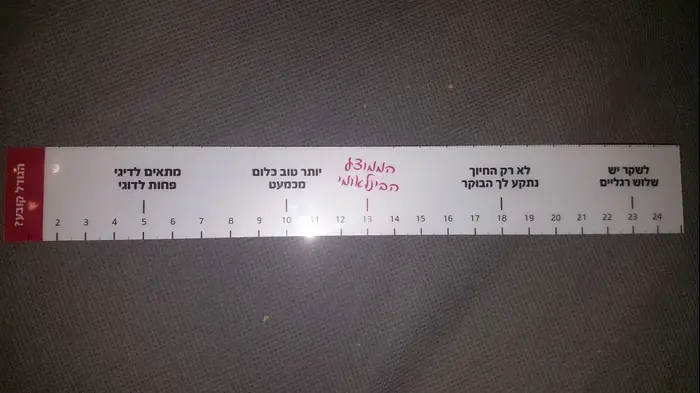 הגודל קובע?
מתאים לדיגי
פחות לדוגי
יותר טוב כלום
מכמעט
הממוצע
הבינלאומי
לא רק החיוך
נתקע לך הבוקר
לשקר יש
שלוש רגליים
2 3 4 5 6 7 8 9 10 11 12 13 14 15 16 17 18 19 20 21 22 23 24